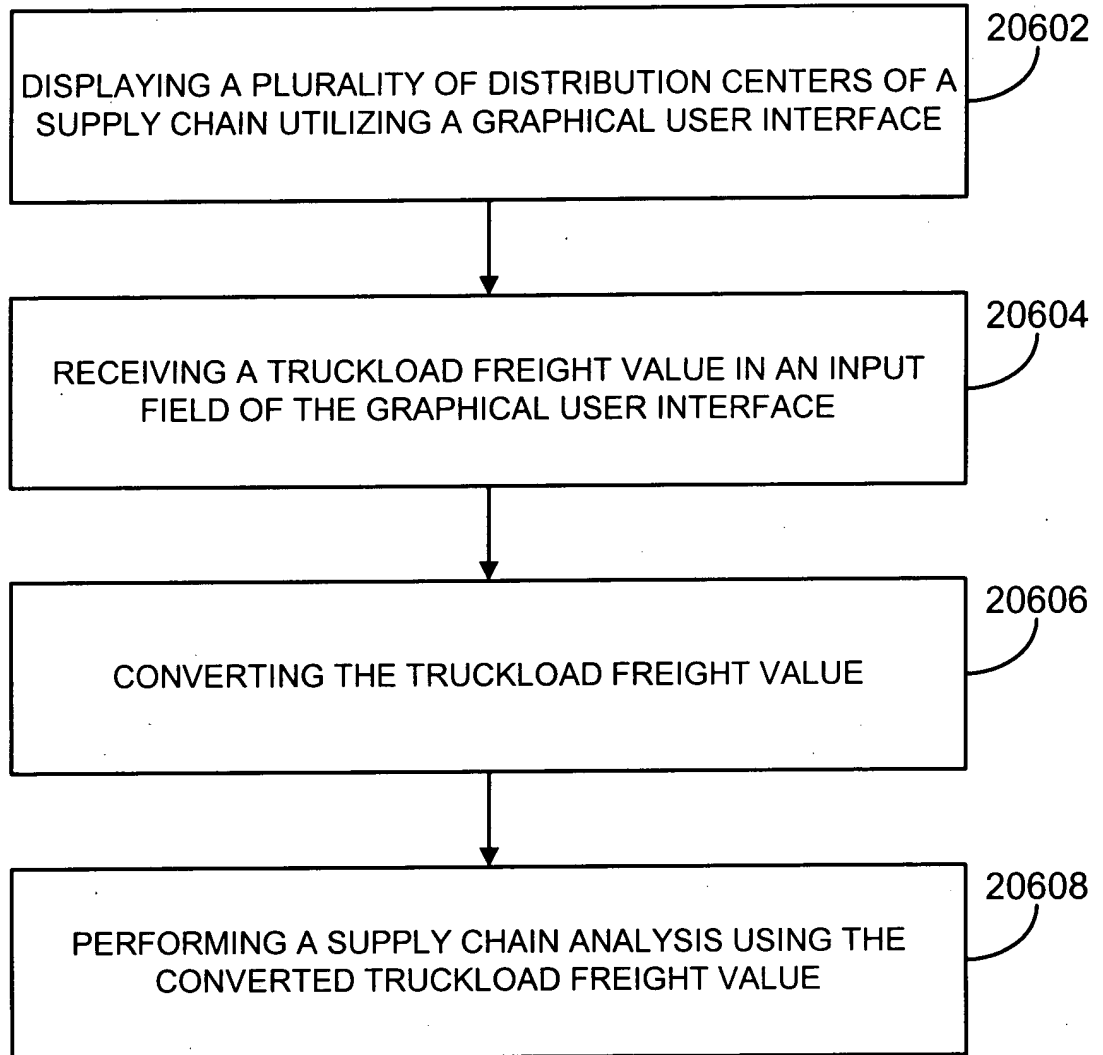 20602
DISPLAYING A PLURALITY OF DISTRIBUTION CENTERS OF A
SUPPLY CHAIN UTILIZING A GRAPHICAL USER INTERFACE
20604
RECEIVING A TRUCKLOAD FREIGHT VALUE IN AN INPUT
FIELD OF THE GRAPHICAL USER INTERFACE
20606
CONVERTING THE TRUCKLOAD FREIGHT VALUE
20608
PERFORMING A SUPPLY CHAIN ANALYSIS USING THE
CONVERTED TRUCKLOAD FREIGHT VALUE